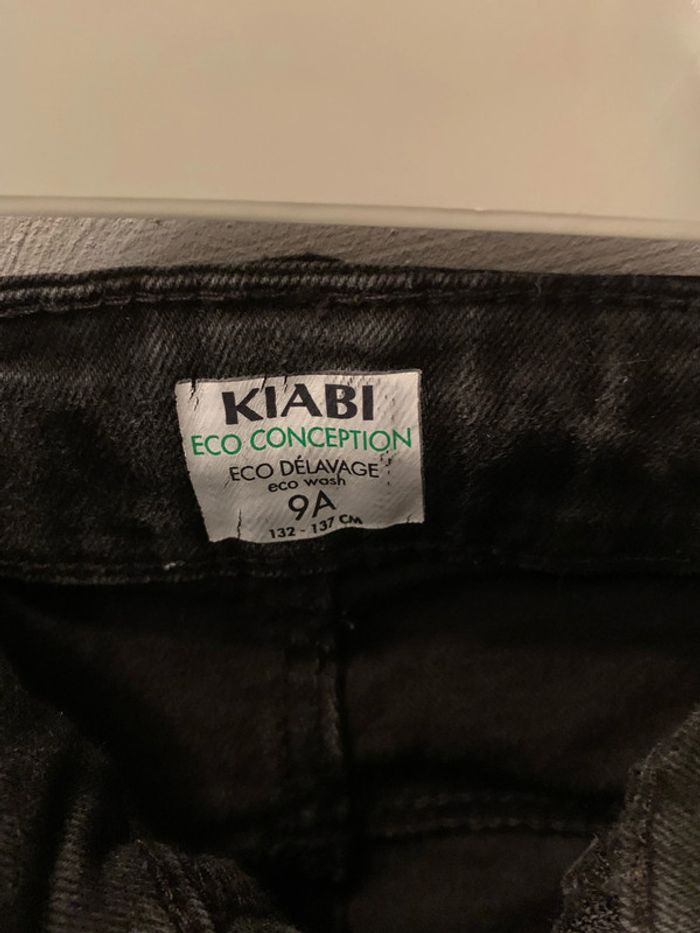 KIABI
ECO CONCEPTION
ECO DÉLAVAGE
eco wash
9A
132 - 137 CM